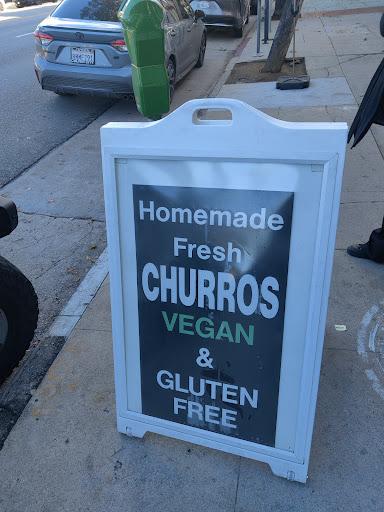 Homemade
Fresh
CHURROS
VEGAN
&
GLUTEN
FREE